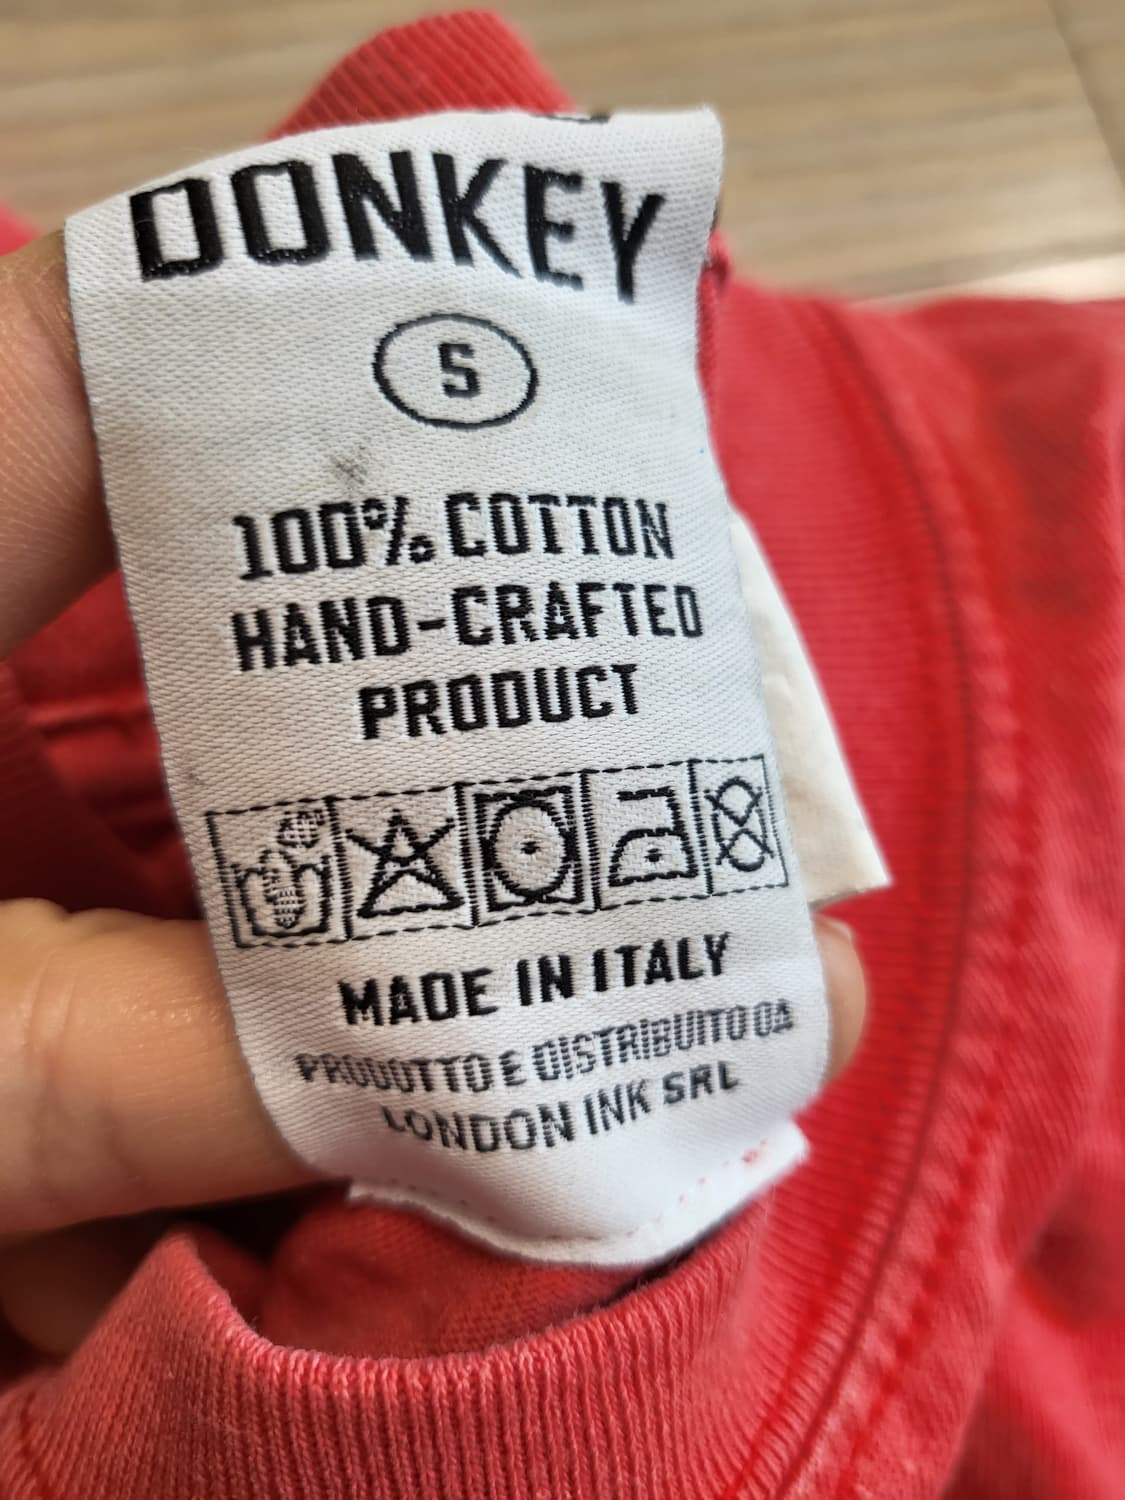 DONKEY
S
100% COTTON
HAND-CRAFTED
PRODUCT
MADE IN ITALY
PRODOTTO E DISTRIBUITO DA
LONDON INK SRL